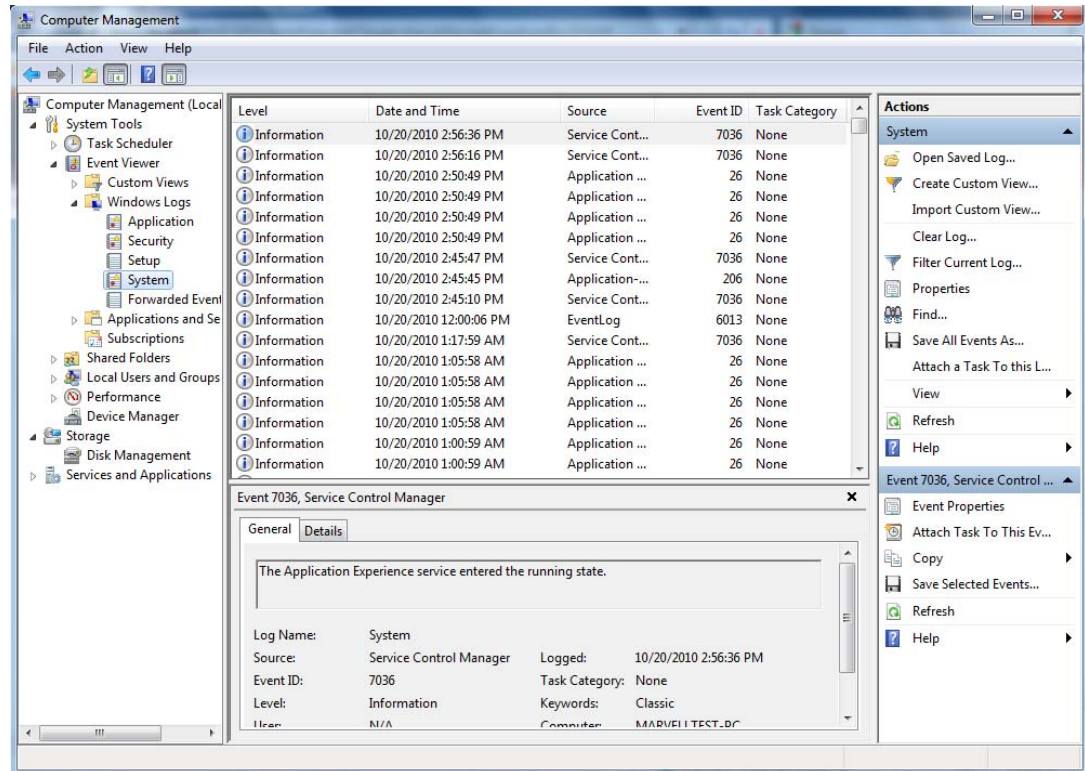 Computer Management
File Action View Help
Computer Management (Local
System Tools
Task Scheduler
Event Viewer
Custom Views
Windows Logs
Application
Security
Setup
System
Forwarded Event
Applications and Se
Subscriptions
Shared Folders
Local Users and Groups
Performance
Device Manager
Storage
Disk Management
Services and Applications
Level Date and Time Source Event ID Task Category
Information 10/20/2010 2:56:36 PM Service Cont... 7036 None
Information 10/20/2010 2:56:16 PM Service Cont... 7036 None
Information 10/20/2010 2:50:49 PM Application ... 26 None
Information 10/20/2010 2:50:49 PM Application ... 26 None
Information 10/20/2010 2:50:49 PM Application ... 26 None
Information 10/20/2010 2:50:49 PM Application ... 26 None
Information 10/20/2010 2:45:47 PM Service Cont... 7036 None
Information 10/20/2010 2:45:45 PM Application-... 206 None
Information 10/20/2010 2:45:10 PM Service Cont... 7036 None
Information 10/20/2010 12:00:06 PM EventLog 6013 None
Information 10/20/2010 1:17:59 AM Service Cont... 7036 None
Information 10/20/2010 1:05:58 AM Application ... 26 None
Information 10/20/2010 1:05:58 AM Application ... 26 None
Information 10/20/2010 1:05:58 AM Application ... 26 None
Information 10/20/2010 1:05:58 AM Application ... 26 None
Information 10/20/2010 1:00:59 AM Application ... 26 None
Information 10/20/2010 1:00:59 AM Application ... 26 None
Event 7036, Service Control Manager
General Details
The Application Experience service entered the running state.
Log Name: System
Source: Service Control Manager Logged: 10/20/2010 2:56:36 PM
Event ID: 7036 Task Category: None
Level: Information Keywords: Classic
User: N/A Computer: MARVELLTEST-PC
Actions
System
Open Saved Log...
Create Custom View...
Import Custom View...
Clear Log...
Filter Current Log...
Properties
Find...
Save All Events As...
Attach a Task To this L...
View
Refresh
Help
Event 7036, Service Control ...
Event Properties
Attach Task To This Ev...
Copy
Save Selected Events...
Refresh
Help